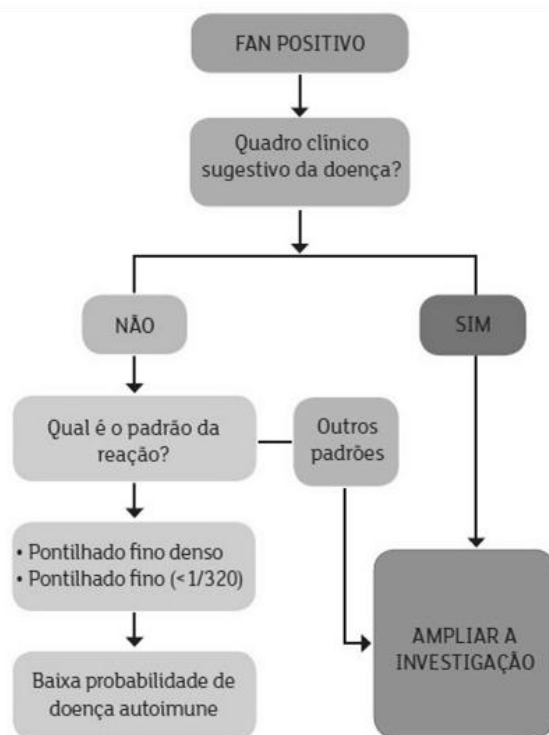 FAN POSITIVO
Quadro clínico
sugestivo da doença?
NÃO
SIM
Qual é o padrão da
reação?
Outros
padrões
• Pontilhado fino denso
• Pontilhado fino (<1/320)
AMPLIAR A
INVESTIGAÇÃO
Baixa probabilidade de
doença autoimune